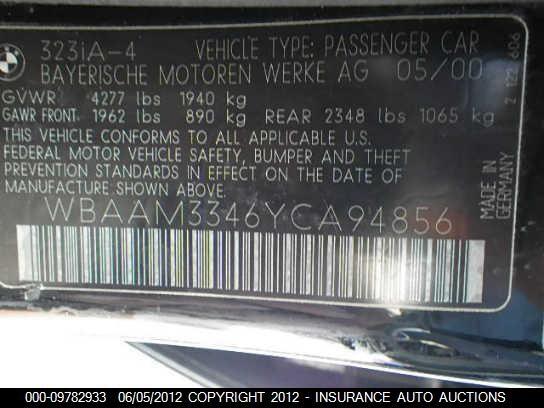 323iA-4 VEHICLE TYPE: PASSENGER CAR
BAYERISCHE MOTOREN WERKE AG 05/00
GVWR 4277 lbs 1940 kg
GAWR FRONT 1962 lbs 890 kg REAR 2348 lbs 1065 kg
THIS VEHICLE CONFORMS TO ALL APPLICABLE U.S.
FEDERAL MOTOR VEHICLE SAFETY, BUMPER AND THEFT
PREVENTION STANDARDS IN EFFECT ON THE DATE OF
MANUFACTURE SHOWN ABOVE.
WBAAM3346YCA94856
MADE IN GERMANY
2 122 606
000-09782933 06/05/2012 COPYRIGHT 2012 - INSURANCE AUTO AUCTIONS